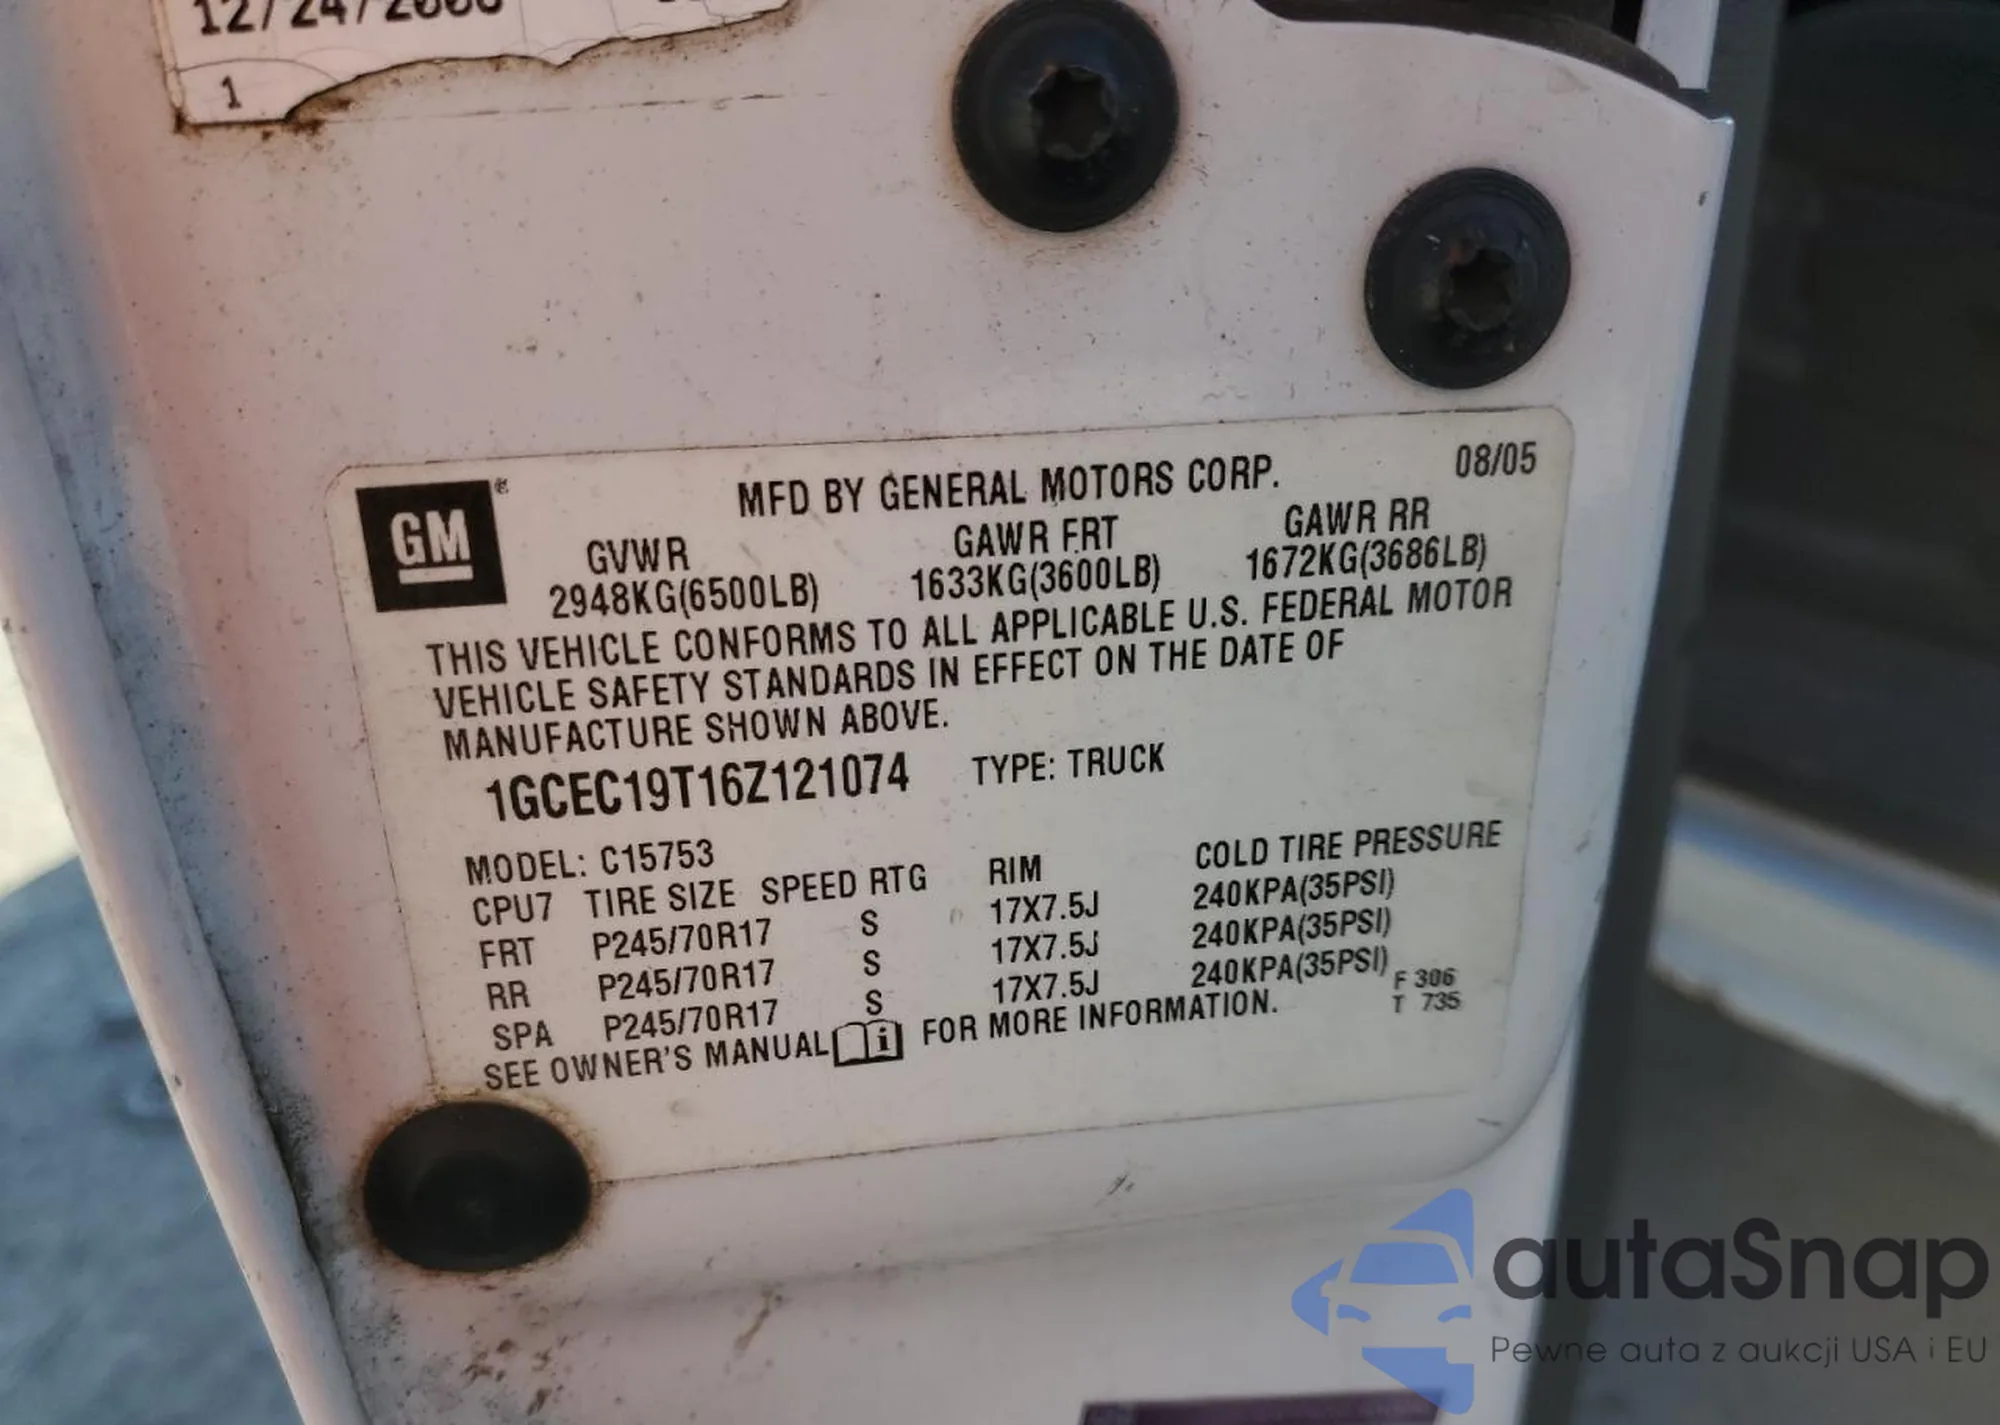 12/24/2006
1
GM
MFD BY GENERAL MOTORS CORP.
08/05
GVWR
GAWR FRT
GAWR RR
2948KG(6500LB)
1633KG(3600LB)
1672KG(3686LB)
THIS VEHICLE CONFORMS TO ALL APPLICABLE U.S. FEDERAL MOTOR
VEHICLE SAFETY STANDARDS IN EFFECT ON THE DATE OF
MANUFACTURE SHOWN ABOVE.
1GCEC19T16Z121074 TYPE: TRUCK
MODEL: C15753
CPU7 TIRE SIZE SPEED RTG RIM COLD TIRE PRESSURE
FRT P245/70R17 S 17X7.5J 240KPA(35PSI)
RR P245/70R17 S 17X7.5J 240KPA(35PSI)
SPA P245/70R17 S 17X7.5J 240KPA(35PSI)
SEE OWNER'S MANUAL i FOR MORE INFORMATION.
F 306
T 735
autaSnap
Pewne auta z aukcji USA i EU